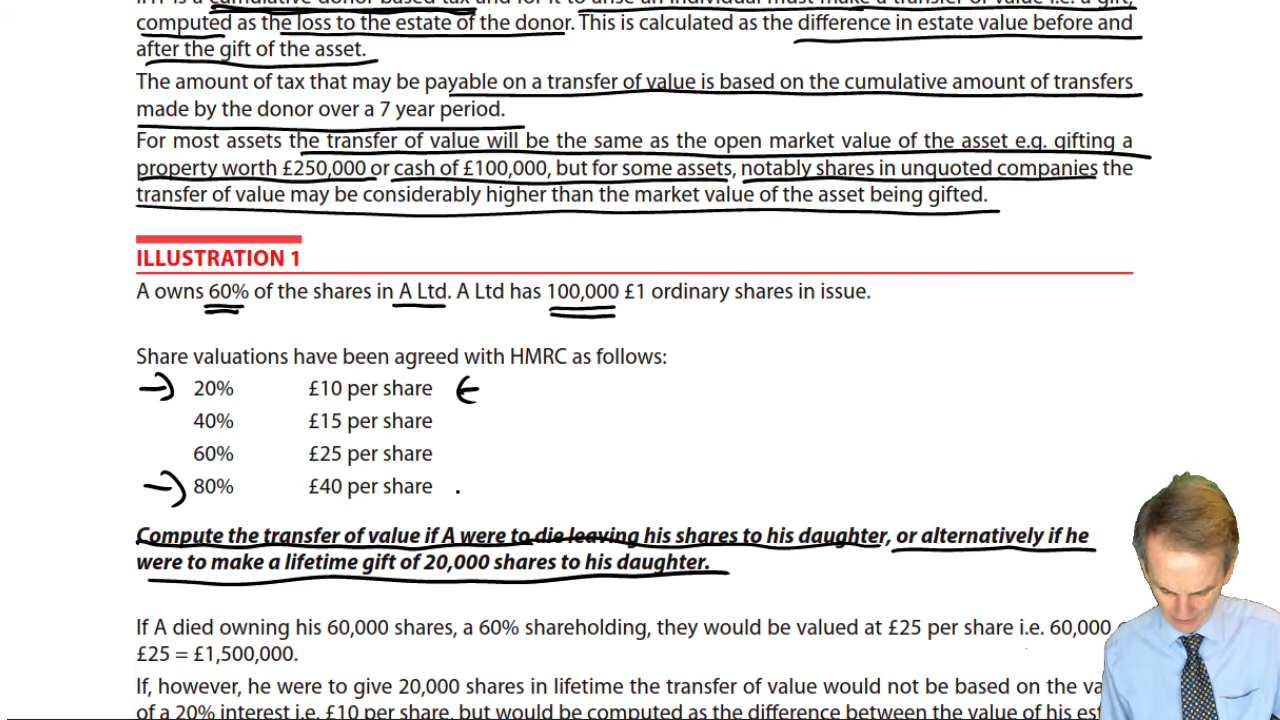 computed as the loss to the estate of the donor. This is calculated as the difference in estate value before and
after the gift of the asset.
The amount of tax that may be payable on a transfer of value is based on the cumulative amount of transfers
made by the donor over a 7 year period.
For most assets the transfer of value will be the same as the open market value of the asset e.g. gifting a
property worth £250,000 or cash of £100,000, but for some assets, notably shares in unquoted companies the
transfer of value may be considerably higher than the market value of the asset being gifted.
ILLUSTRATION 1
A owns 60% of the shares in A Ltd. A Ltd has 100,000 £1 ordinary shares in issue.
Share valuations have been agreed with HMRC as follows:
20% £10 per share
40% £15 per share
60% £25 per share
80% £40 per share
Compute the transfer of value if A were to die leaving his shares to his daughter, or alternatively if he
were to make a lifetime gift of 20,000 shares to his daughter.
If A died owning his 60,000 shares, a 60% shareholding, they would be valued at £25 per share i.e. 60,000
£25 = £1,500,000.
If, however, he were to give 20,000 shares in lifetime the transfer of value would not be based on the
of a 20% interest i.e. £10 per share, but would be computed as the difference between the value of his